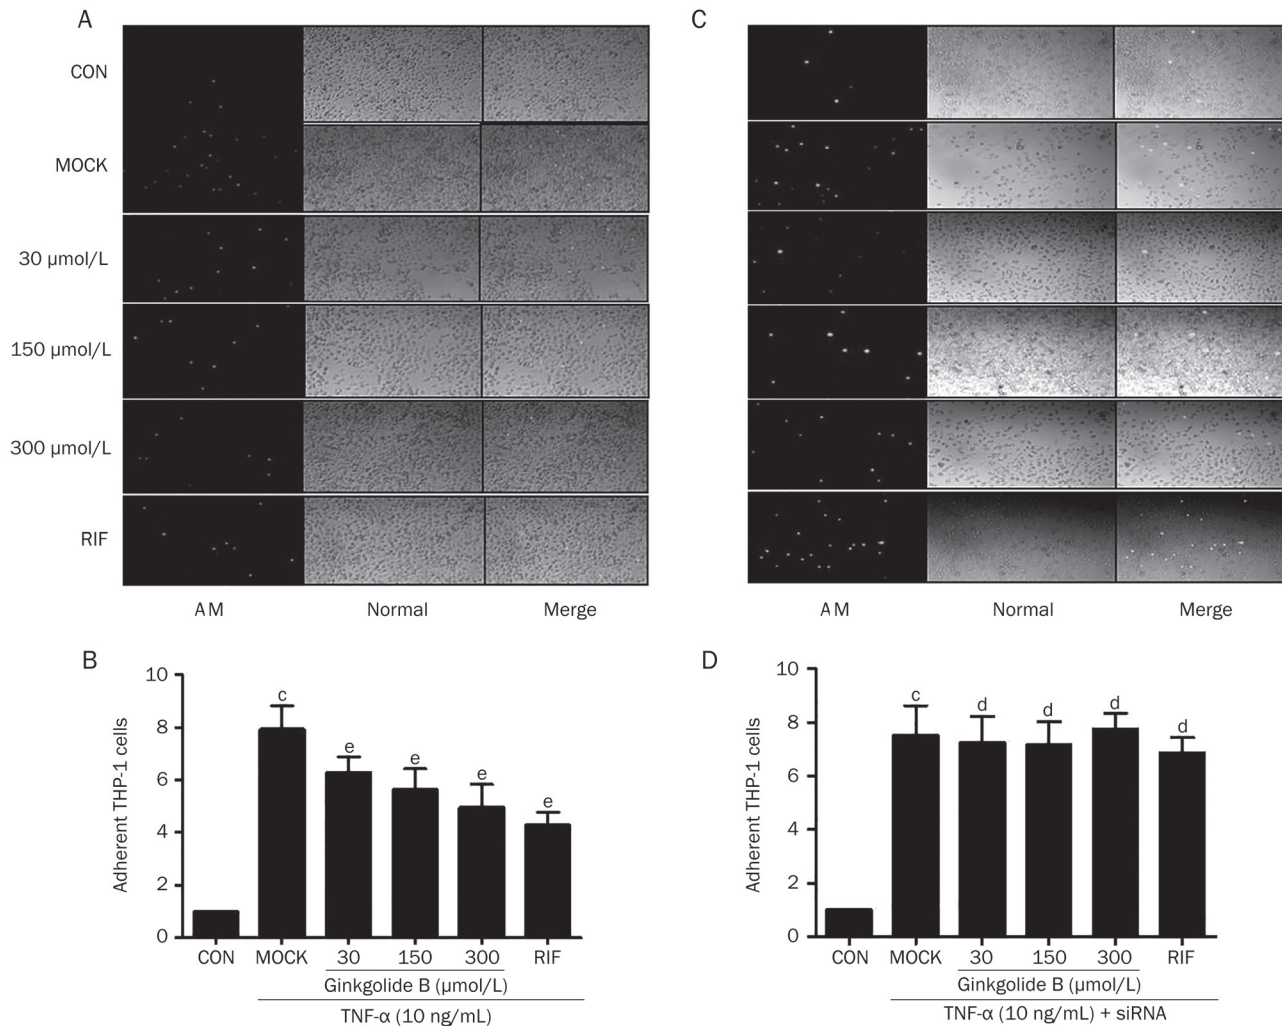 A
CON
MOCK
30 µmol/L
150 µmol/L
300 µmol/L
RIF
AM Normal Merge
C
AM Normal Merge
B
10
8
6
4
2
0
Adherent THP-1 cells
c
e
e
e
e
CON MOCK 30 150 300 RIF
Ginkgolide B (µmol/L)
TNF-α (10 ng/mL)
D
10
8
6
4
2
0
Adherent THP-1 cells
c
d
d
d
d
CON MOCK 30 150 300 RIF
Ginkgolide B (µmol/L)
TNF-α (10 ng/mL) + siRNA